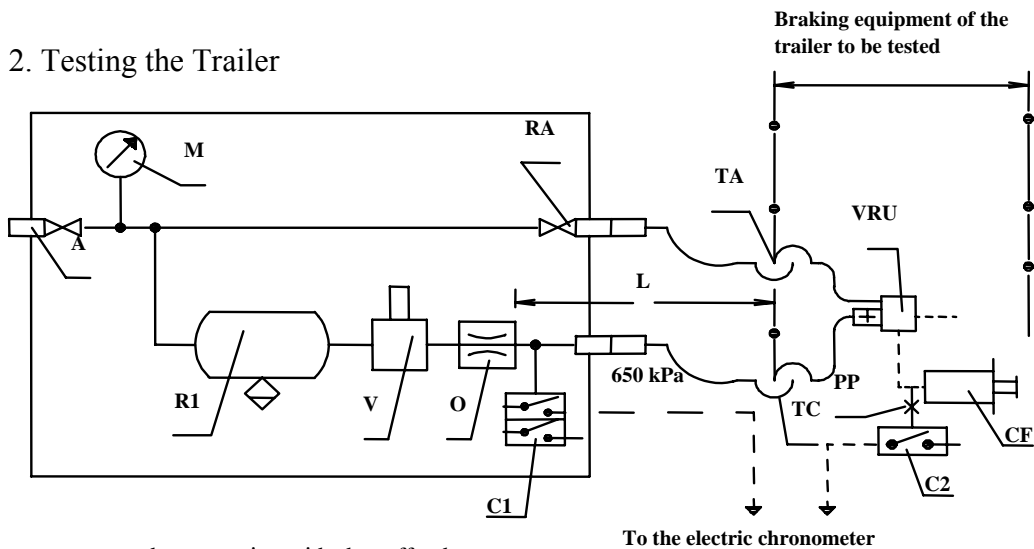 Braking equipment of the
trailer to be tested
2. Testing the Trailer
M
RA
TA
VRU
A
L
650 kPa
PP
R1
V
O
TC
CF
C1
C2
To the electric chronometer